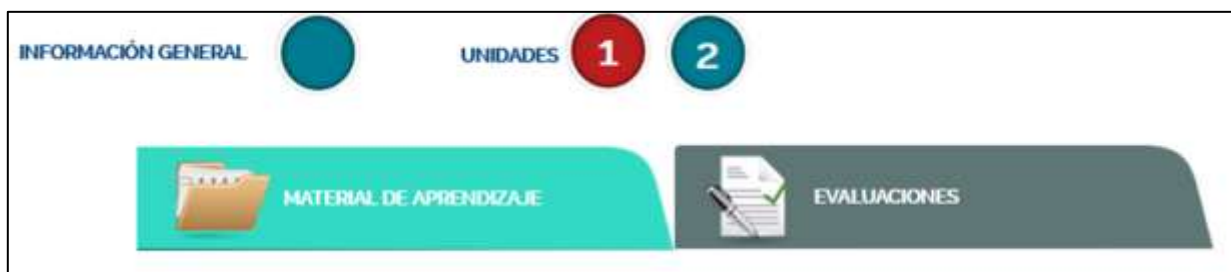 INFORMACIÓN GENERAL UNIDADES 1 2
MATERIAL DE APRENDIZAJE EVALUACIONES